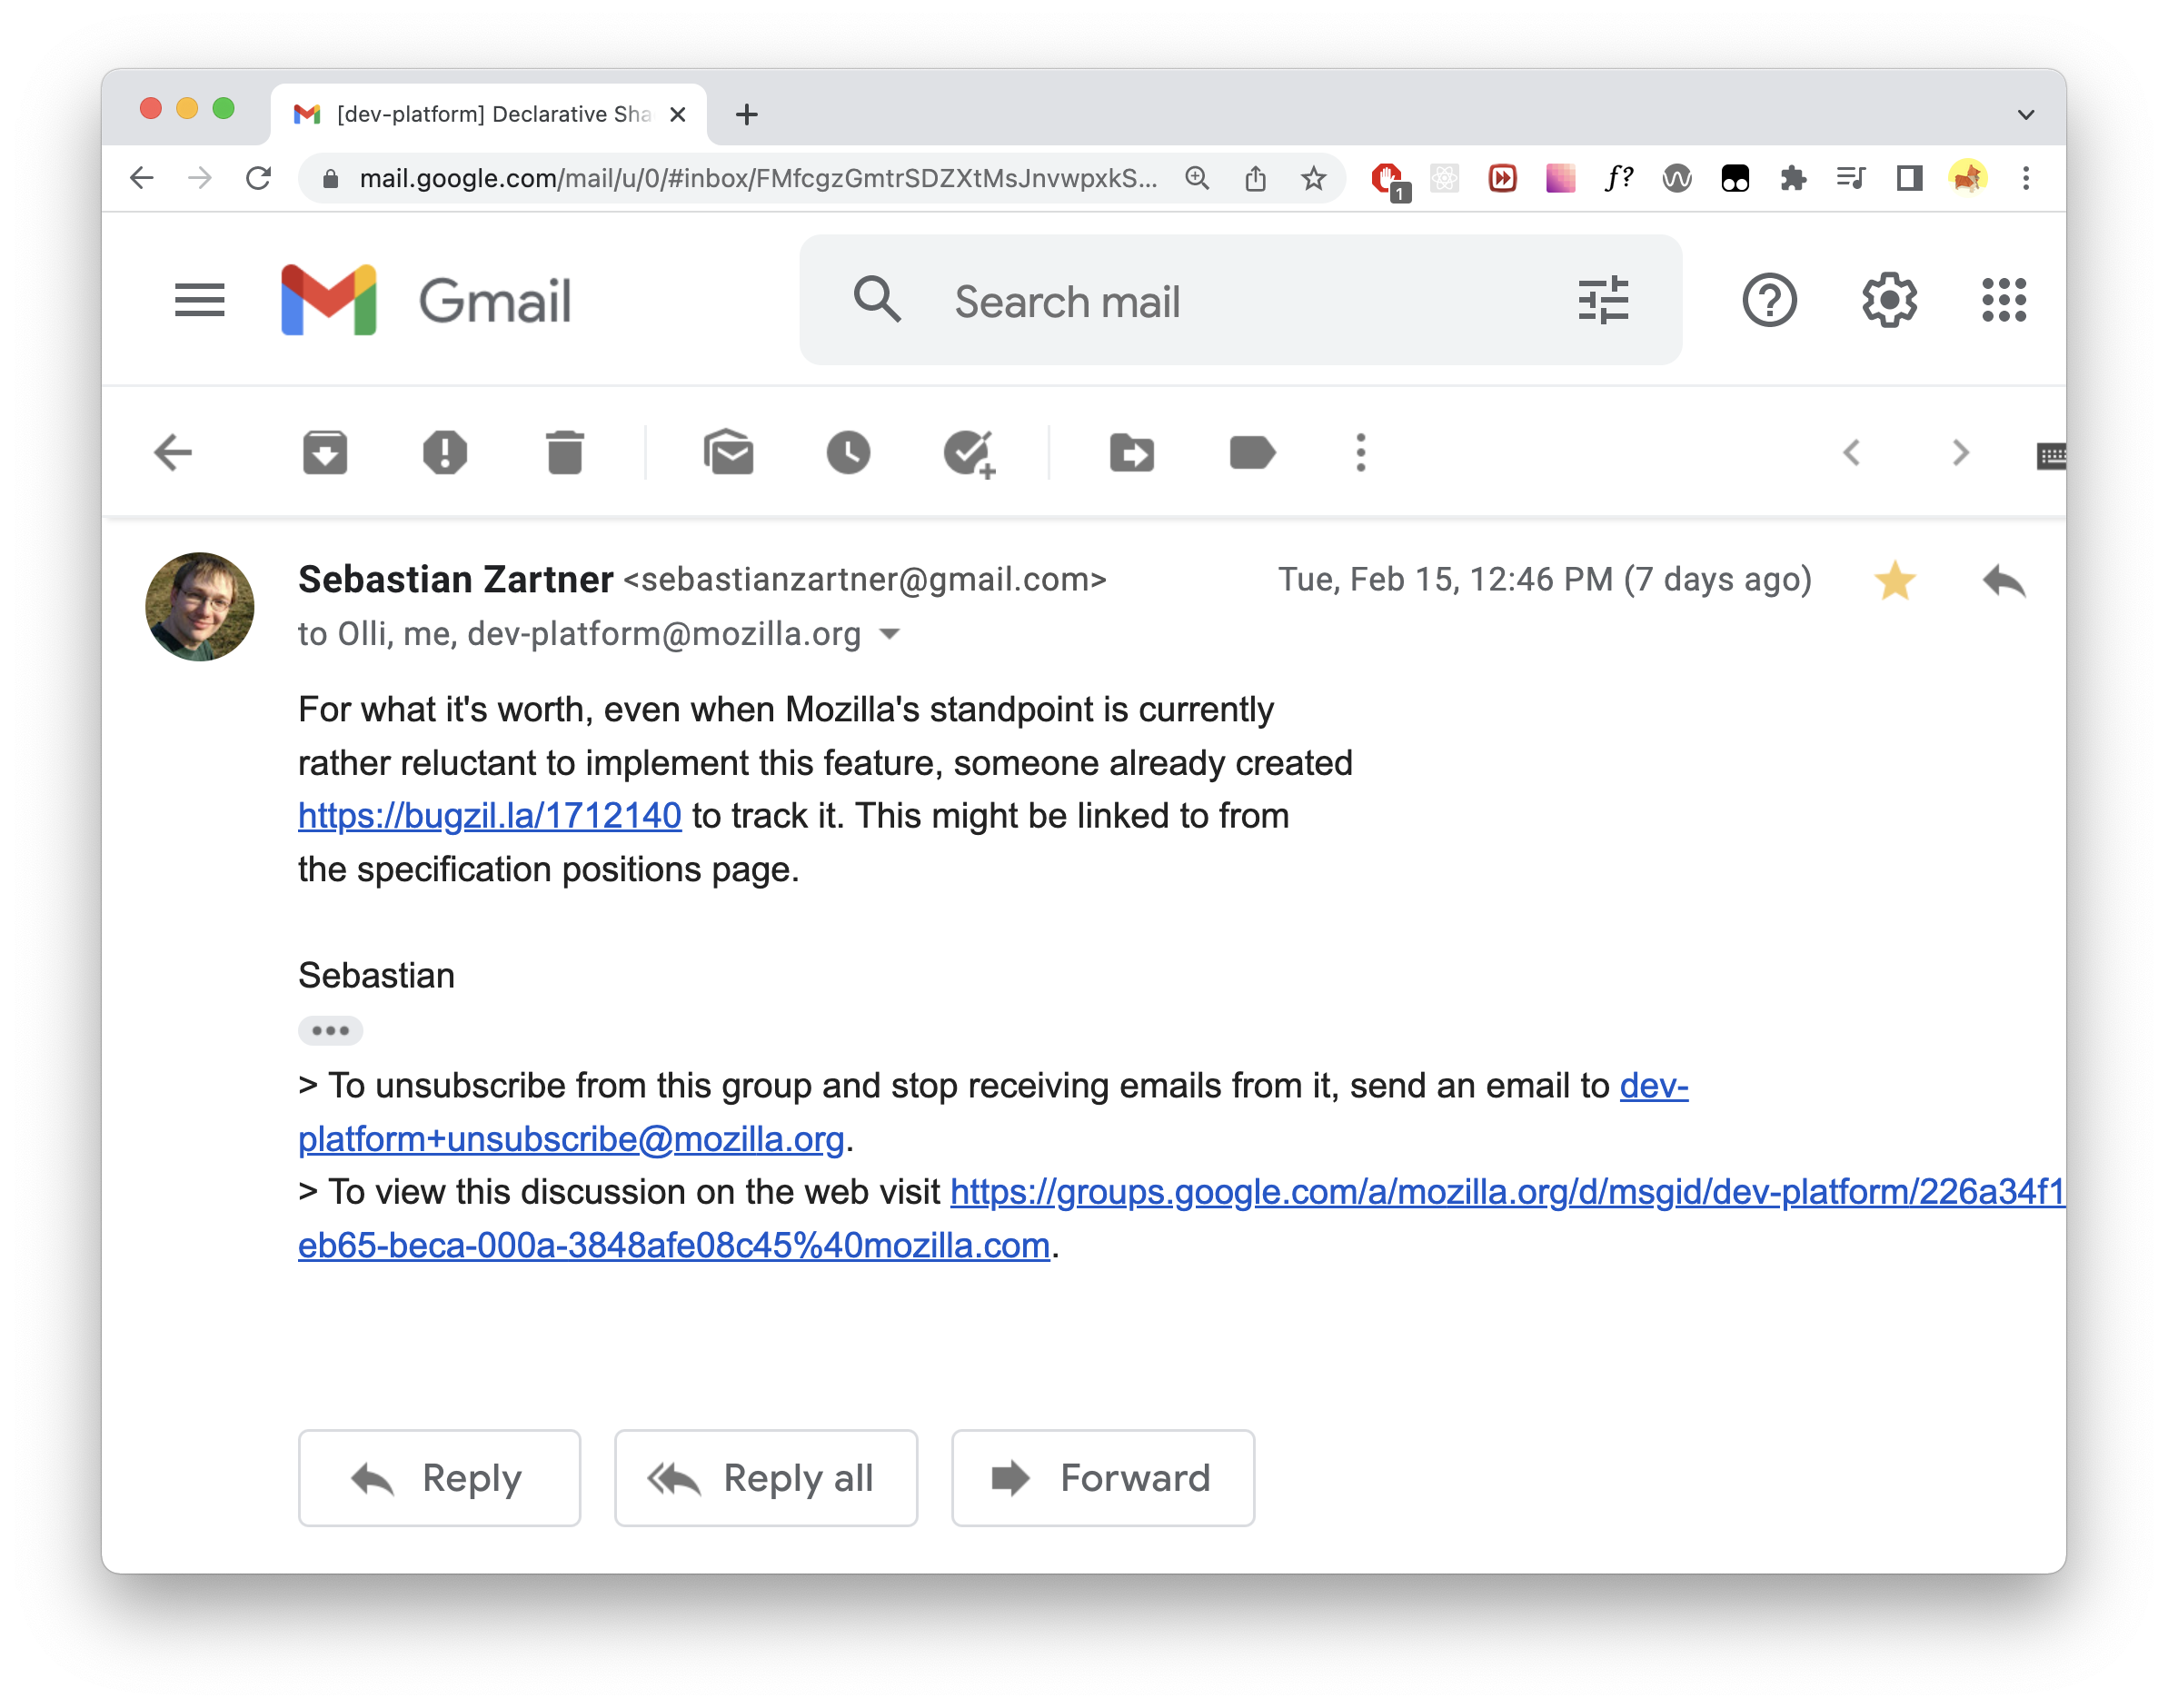 [dev-platform] Declarative Sha
mail.google.com/mail/u/0/#inbox/FMfcgzGmtrSDZXtMsJnvwpxkS...
f?
1
Gmail
Search mail
Sebastian Zartner <sebastianzartner@gmail.com>
Tue, Feb 15, 12:46 PM (7 days ago)
to Olli, me, dev-platform@mozilla.org
For what it's worth, even when Mozilla's standpoint is currently
rather reluctant to implement this feature, someone already created
https://bugzil.la/1712140 to track it. This might be linked to from
the specification positions page.
Sebastian
> To unsubscribe from this group and stop receiving emails from it, send an email to dev-
platform+unsubscribe@mozilla.org.
> To view this discussion on the web visit https://groups.google.com/a/mozilla.org/d/msgid/dev-platform/226a34f1
eb65-beca-000a-3848afe08c45%40mozilla.com.
Reply
Reply all
Forward